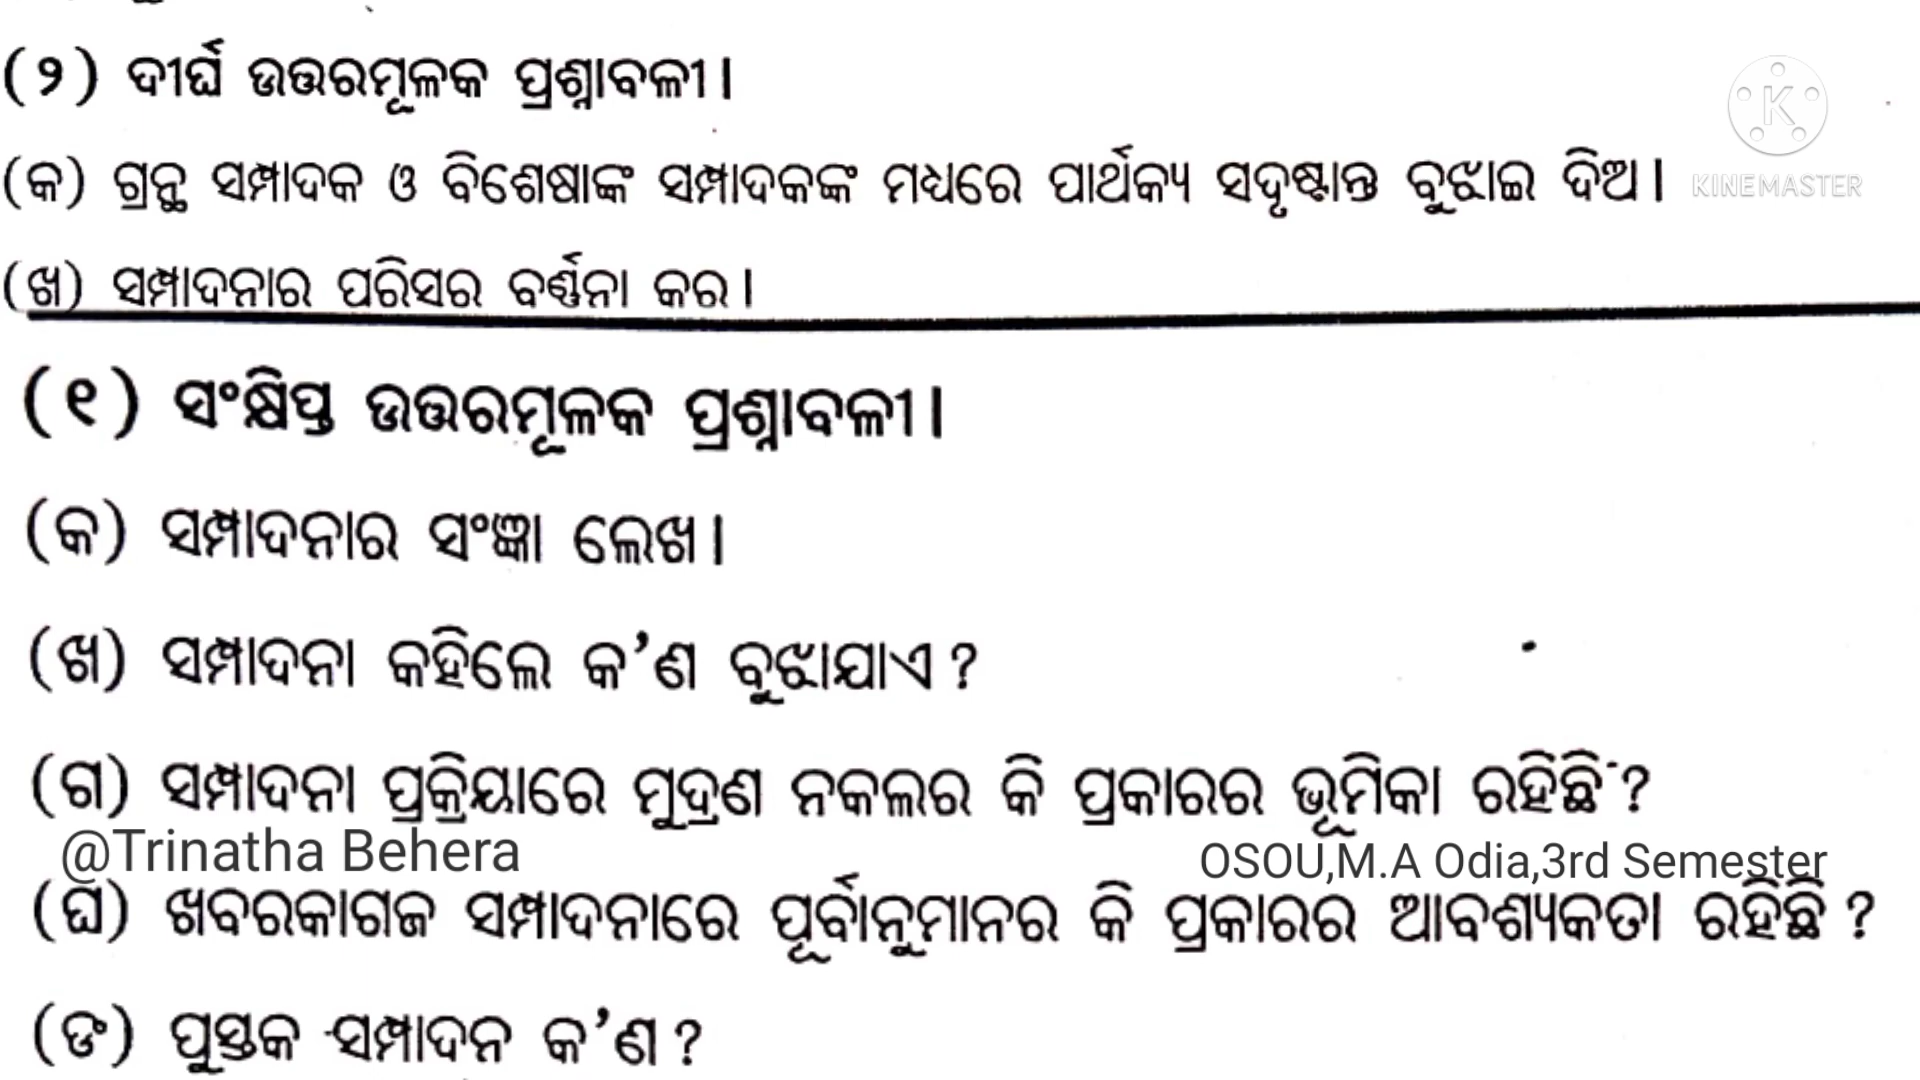 (୨) ଦୀର୍ଘ ଉତ୍ତରମୂଳକ ପ୍ରଶ୍ନାବଳୀ।
(କ) ଗ୍ରନ୍ଥ ସମ୍ପାଦକ ଓ ବିଶେଷାଙ୍କ ସମ୍ପାଦକଙ୍କ ମଧ୍ୟରେ ପାର୍ଥକ୍ୟ ସଦୃଷ୍ଟାନ୍ତ ବୁଝାଇ ଦିଅ।
KINEMASTER
(ଖ) ସମ୍ପାଦନାର ପରିସର ବର୍ଣ୍ଣନା କର।
(୧) ସଂକ୍ଷିପ୍ତ ଉତ୍ତରମୂଳକ ପ୍ରଶ୍ନାବଳୀ।
(କ) ସମ୍ପାଦନାର ସଂଜ୍ଞା ଲେଖ।
(ଖ) ସମ୍ପାଦନା କହିଲେ କ'ଣ ବୁଝାଯାଏ ?
(ଗ) ସମ୍ପାଦନା ପ୍ରକ୍ରିୟାରେ ମୁଦ୍ରଣ ନକଲର କି ପ୍ରକାରର ଭୂମିକା ରହିଛି ?
@Trinatha Behera
OSOU,M.A Odia,3rd Semester
(ଘ) ଖବରକାଗଜ ସମ୍ପାଦନାରେ ପୂର୍ବାନୁମାନର କି ପ୍ରକାରର ଆବଶ୍ୟକତା ରହିଛି ?
(ଙ) ପୁସ୍ତକ ସମ୍ପାଦନ କ'ଣ ?